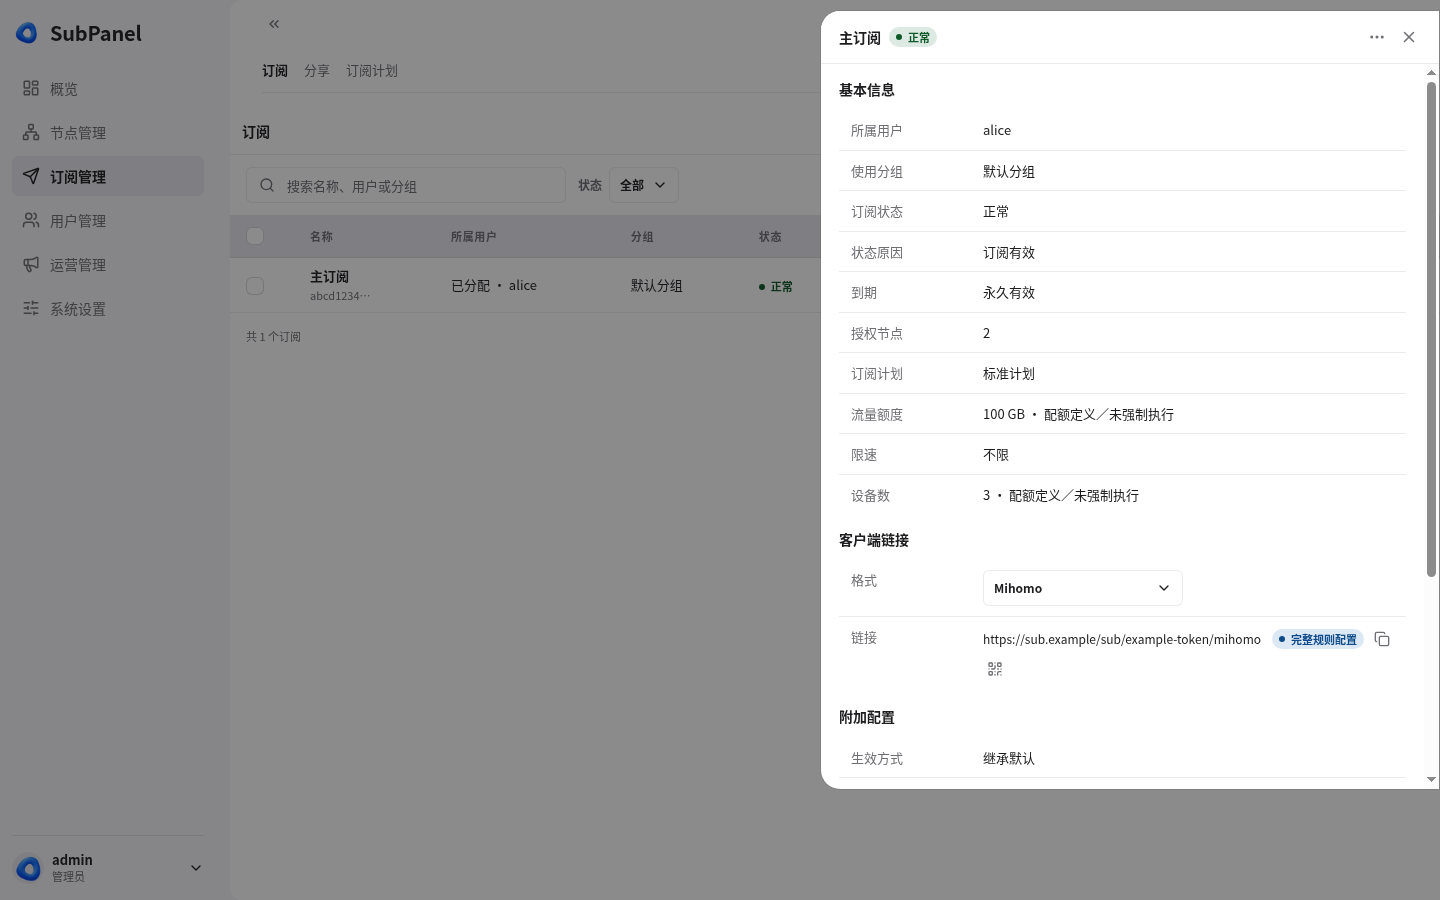 SubPanel
概览
节点管理
订阅管理
用户管理
运营管理
系统设置
admin
管理员
订阅 分享 订阅计划
订阅
搜索名称、用户或分组 状态 全部
名称 所属用户 分组 状态
主订阅
abcd1234…
已分配 • alice 默认分组 正常
共 1 个订阅
主订阅 正常
基本信息
所属用户 alice
使用分组 默认分组
订阅状态 正常
状态原因 订阅有效
到期 永久有效
授权节点 2
订阅计划 标准计划
流量额度 100 GB • 配额定义／未强制执行
限速 不限
设备数 3 • 配额定义／未强制执行
客户端链接
格式 Mihomo
链接 https://sub.example/sub/example-token/mihomo 完整规则配置
附加配置
生效方式 继承默认